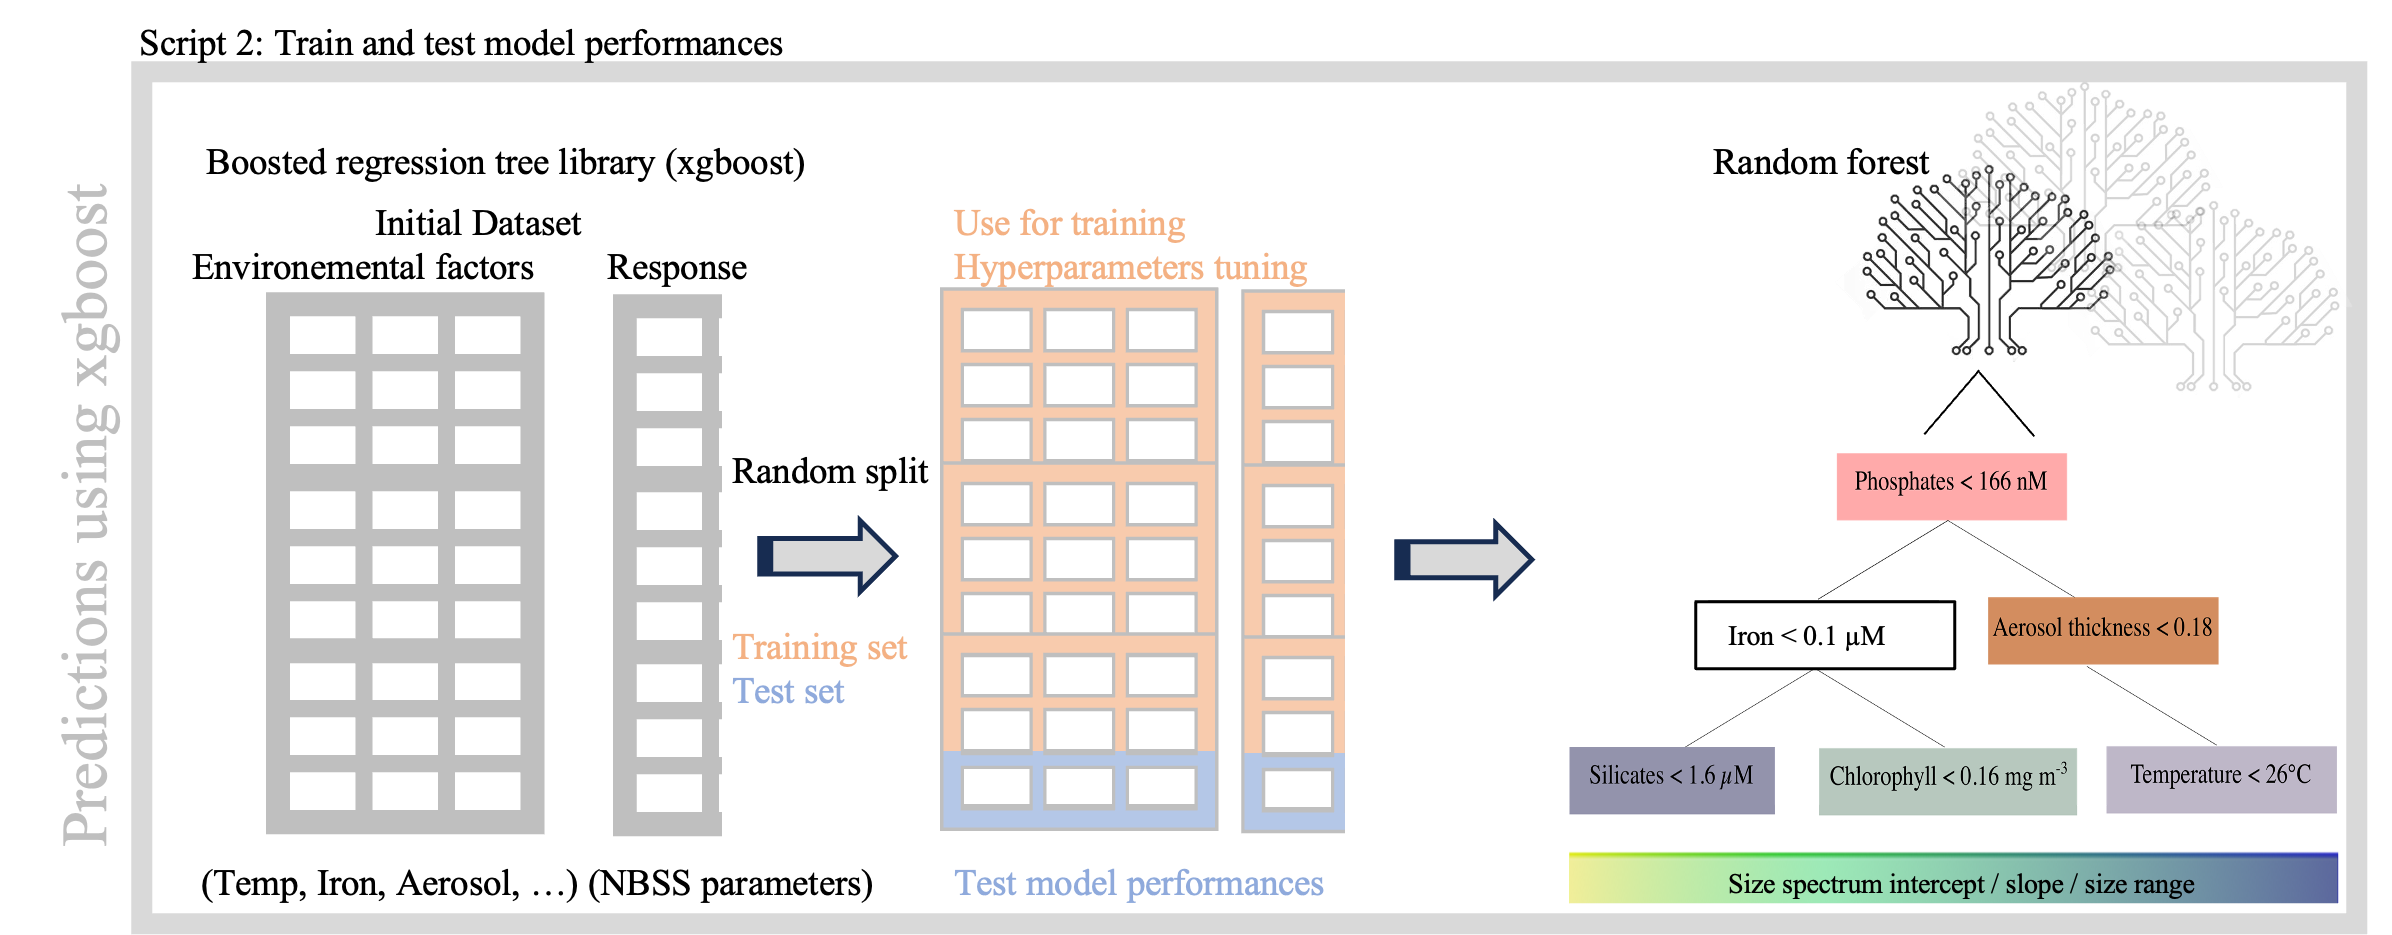 Script 2: Train and test model performances
Predictions using xgboost
Boosted regression tree library (xgboost)
Initial Dataset
Environemental factors
Response
(Temp, Iron, Aerosol, …) (NBSS parameters)
Random split
Training set
Test set
Use for training
Hyperparameters tuning
Test model performances
Random forest
Phosphates < 166 nM
Iron < 0.1 µM
Aerosol thickness < 0.18
Silicates < 1.6 µM
Chlorophyll < 0.16 mg m⁻³
Temperature < 26°C
Size spectrum intercept / slope / size range